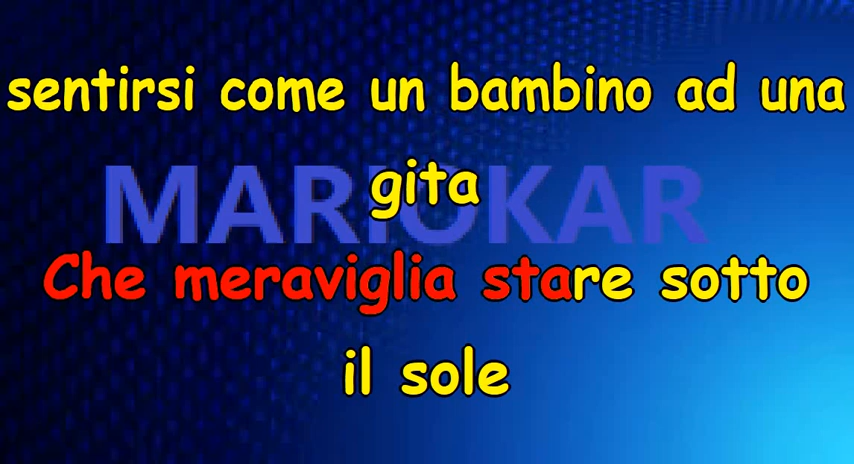 sentirsi come un bambino ad una
gita
MARIOKAR
Che meraviglia stare sotto
il sole